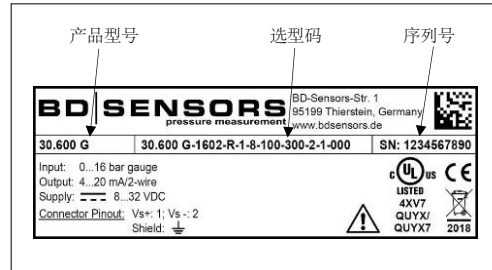 产品型号 选型码 序列号
BD|SENSORS
pressure measurement
BD-Sensors-Str. 1
95199 Thierstein, Germany
www.bdsensors.de
30.600 G 30.600 G-1602-R-1-8-100-300-2-1-000 SN: 1234567890
Input: 0...16 bar gauge
Output: 4...20 mA/2-wire
Supply: 8...32 VDC
Connector Pinout: Vs+: 1; Vs -: 2
Shield:
c UL us CE
LISTED
4XV7
QUYX/
QUYX7
2018